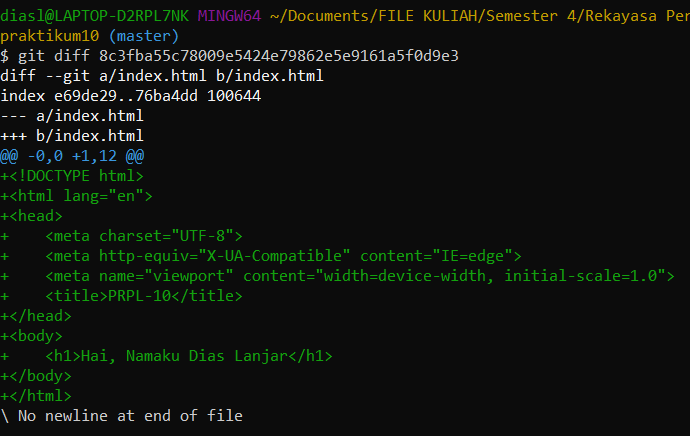 diasl@LAPTOP-D2RPL7NK MINGW64 ~/Documents/FILE KULIAH/Semester 4/Rekayasa Per
praktikum10 (master)
$ git diff 8c3fba55c78009e5424e79862e5e9161a5f0d9e3
diff --git a/index.html b/index.html
index e69de29..76ba4dd 100644
--- a/index.html
+++ b/index.html
@@ -0,0 +1,12 @@
+<!DOCTYPE html>
+<html lang="en">
+<head>
+    <meta charset="UTF-8">
+    <meta http-equiv="X-UA-Compatible" content="IE=edge">
+    <meta name="viewport" content="width=device-width, initial-scale=1.0">
+    <title>PRPL-10</title>
+</head>
+<body>
+    <h1>Hai, Namaku Dias Lanjar</h1>
+</body>
+</html>
\ No newline at end of file